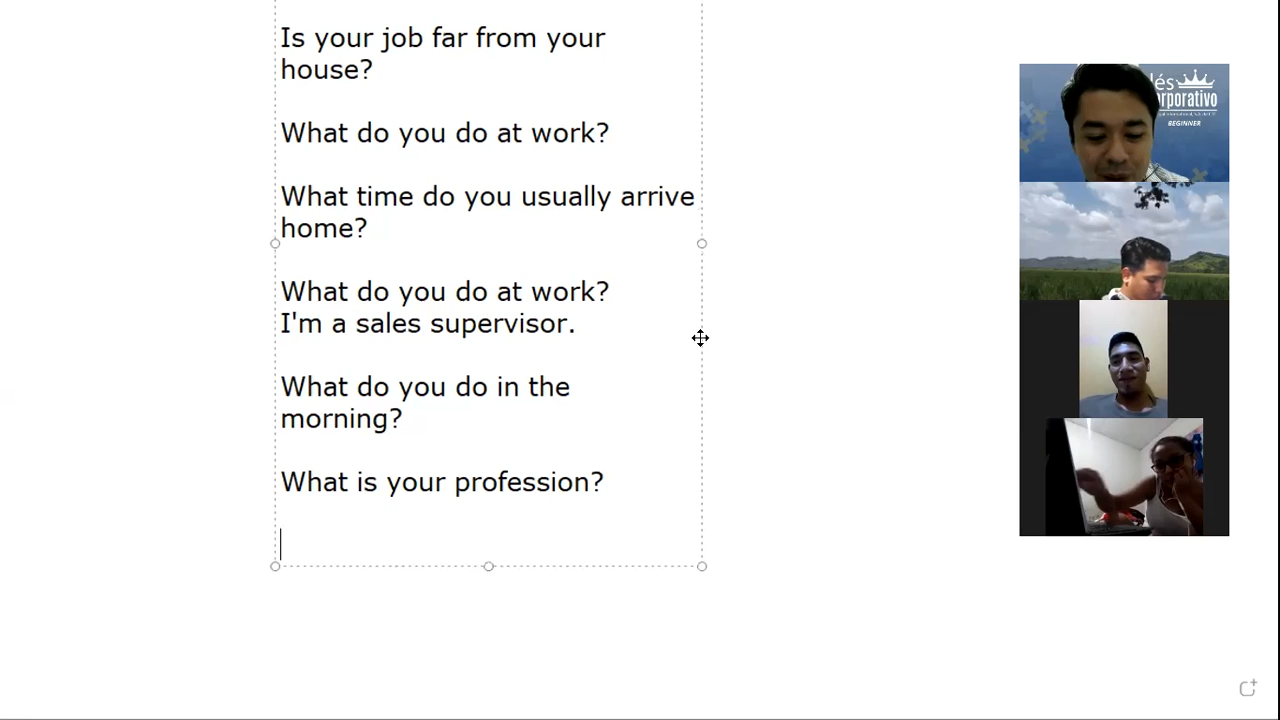 Is your job far from your
house?
What do you do at work?
What time do you usually arrive
home?
What do you do at work?
I'm a sales supervisor.
What do you do in the
morning?
What is your profession?
BEGINNER